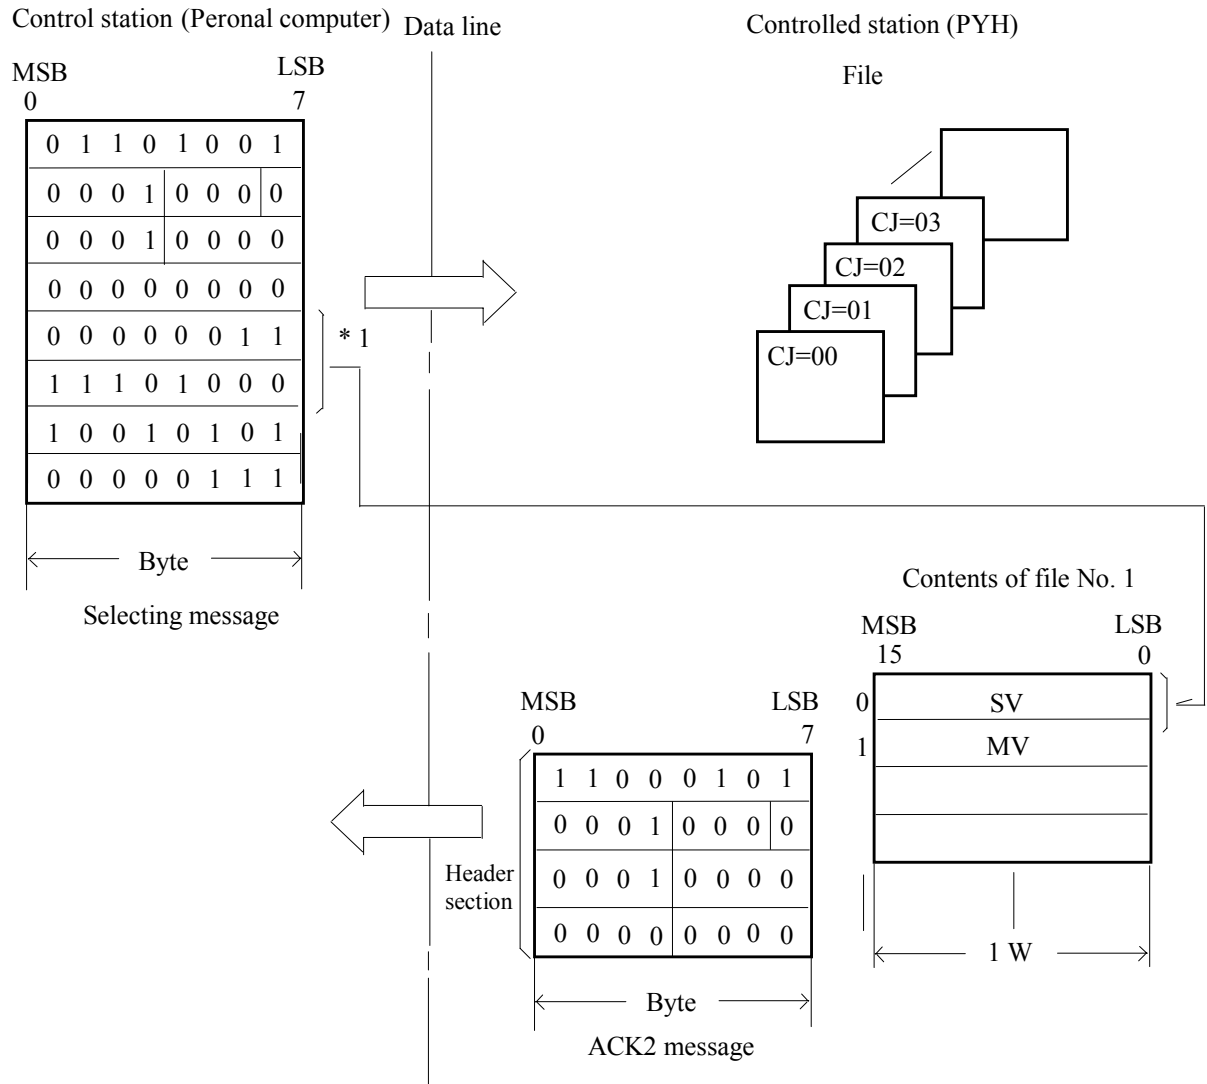 Control station (Peronal computer)
Data line
Controlled station (PYH)
File
MSB LSB
0 7
0 1 1 0 1 0 0 1
0 0 0 1 0 0 0 0
0 0 0 1 0 0 0 0
0 0 0 0 0 0 0 0
0 0 0 0 0 0 1 1
1 1 1 0 1 0 0 0
1 0 0 1 0 1 0 1
0 0 0 0 0 1 1 1
* 1
Byte
Selecting message
CJ=03
CJ=02
CJ=01
CJ=00
Contents of file No. 1
MSB LSB
15 0
0 SV
1 MV
1 W
MSB LSB
0 7
1 1 0 0 0 1 0 1
0 0 0 1 0 0 0 0
0 0 0 1 0 0 0 0
0 0 0 0 0 0 0 0
Header
section
Byte
ACK2 message